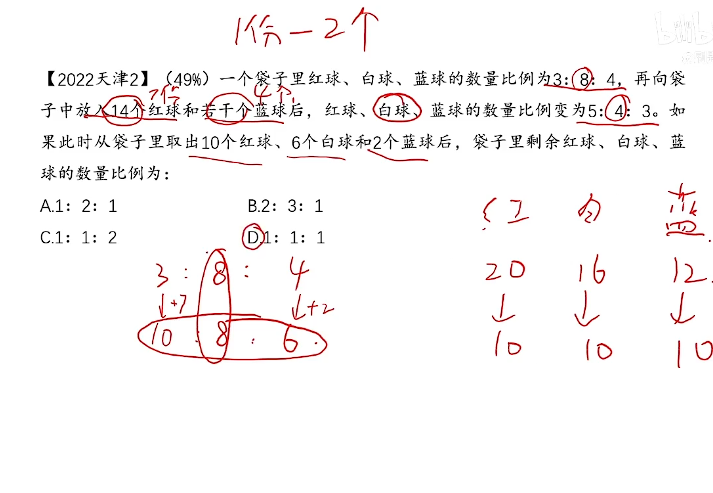 1份一2个
【2022天津2】（49%）一个袋子里红球、白球、蓝球的数量比例为3：8：4，再向袋
7份 4个
子中放入14个红球和若干个蓝球后，红球、白球、蓝球的数量比例变为5：4：3。如
果此时从袋子里取出10个红球、6个白球和2个蓝球后，袋子里剩余红球、白球、蓝
球的数量比例为：
A.1：2：1 B.2：3：1
C.1：1：2 D.1：1：1
红 白 蓝
3：8：4 20 16 12
↓+7 ↓+2 ↓ ↓ ↓
10：8：6 10 10 10